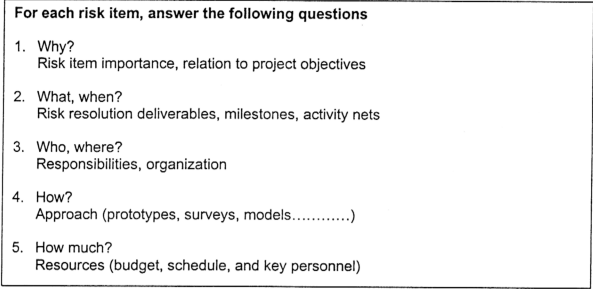 For each risk item, answer the following questions
1. Why?
Risk item importance, relation to project objectives
2. What, when?
Risk resolution deliverables, milestones, activity nets
3. Who, where?
Responsibilities, organization
4. How?
Approach (prototypes, surveys, models............)
5. How much?
Resources (budget, schedule, and key personnel)